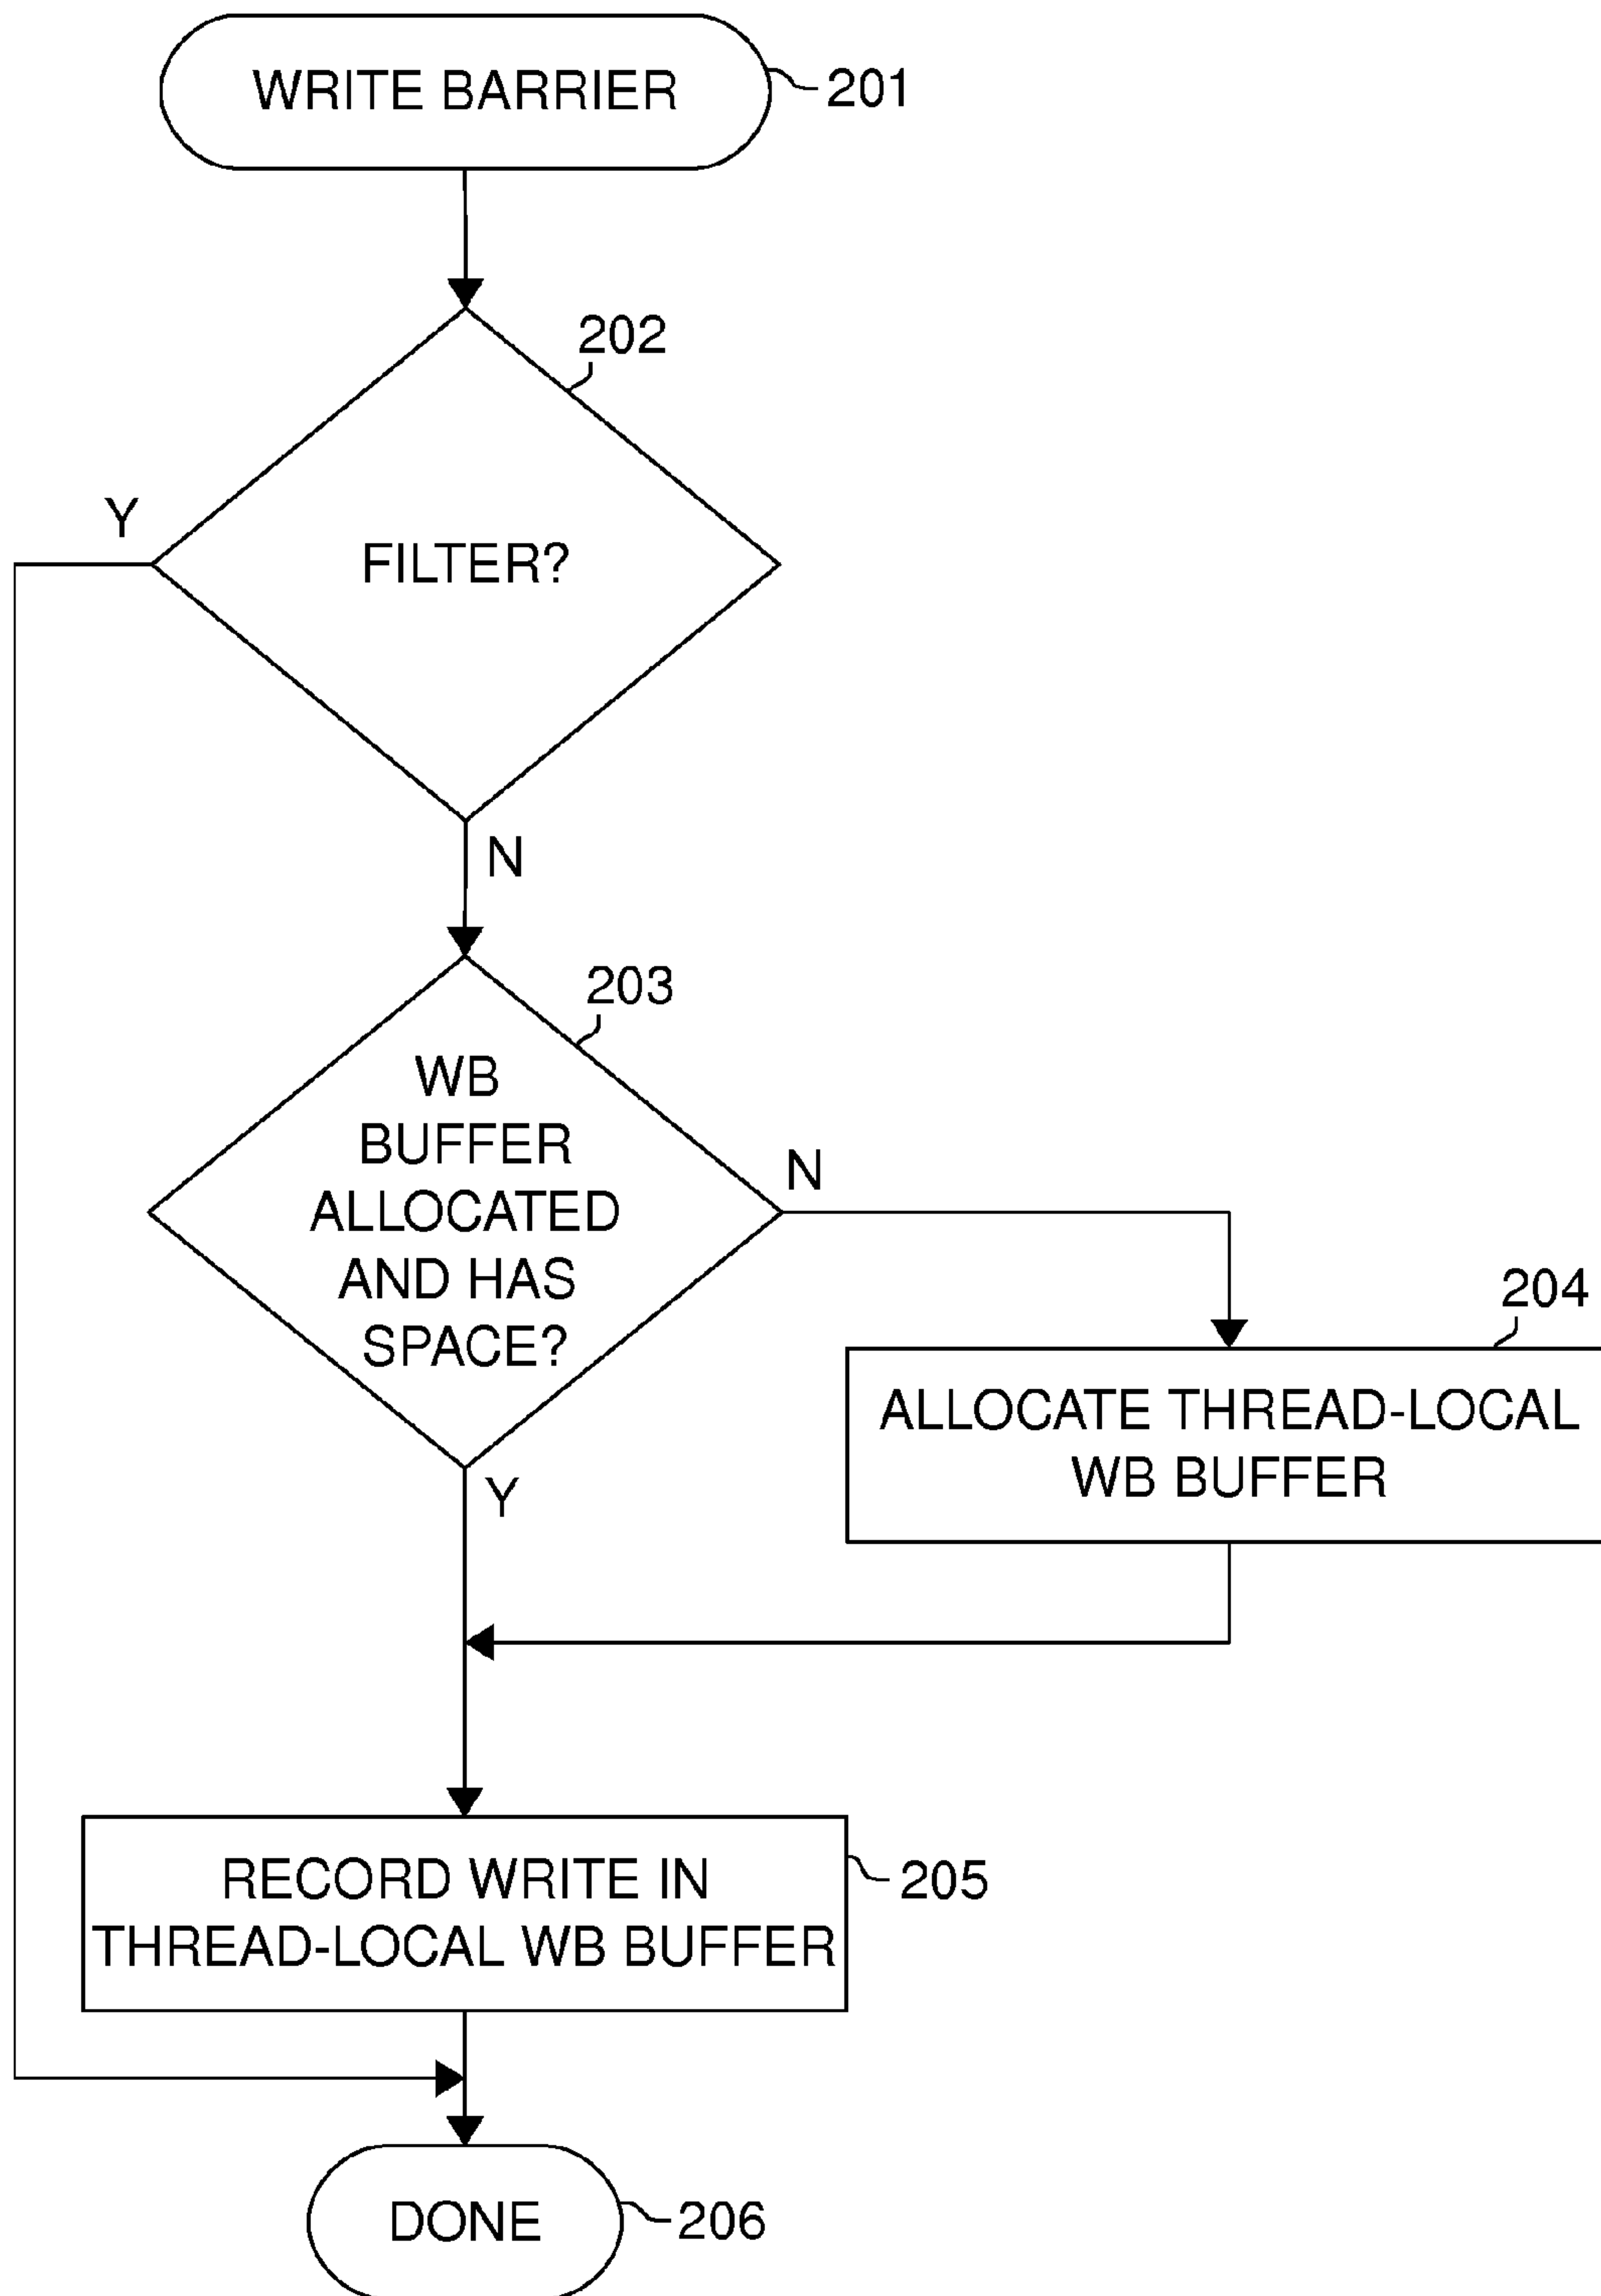 WRITE BARRIER
201
202
Y
FILTER?
N
203
WB
BUFFER
ALLOCATED
AND HAS
SPACE?
N
204
ALLOCATE THREAD-LOCAL
WB BUFFER
Y
RECORD WRITE IN
THREAD-LOCAL WB BUFFER
205
DONE
206